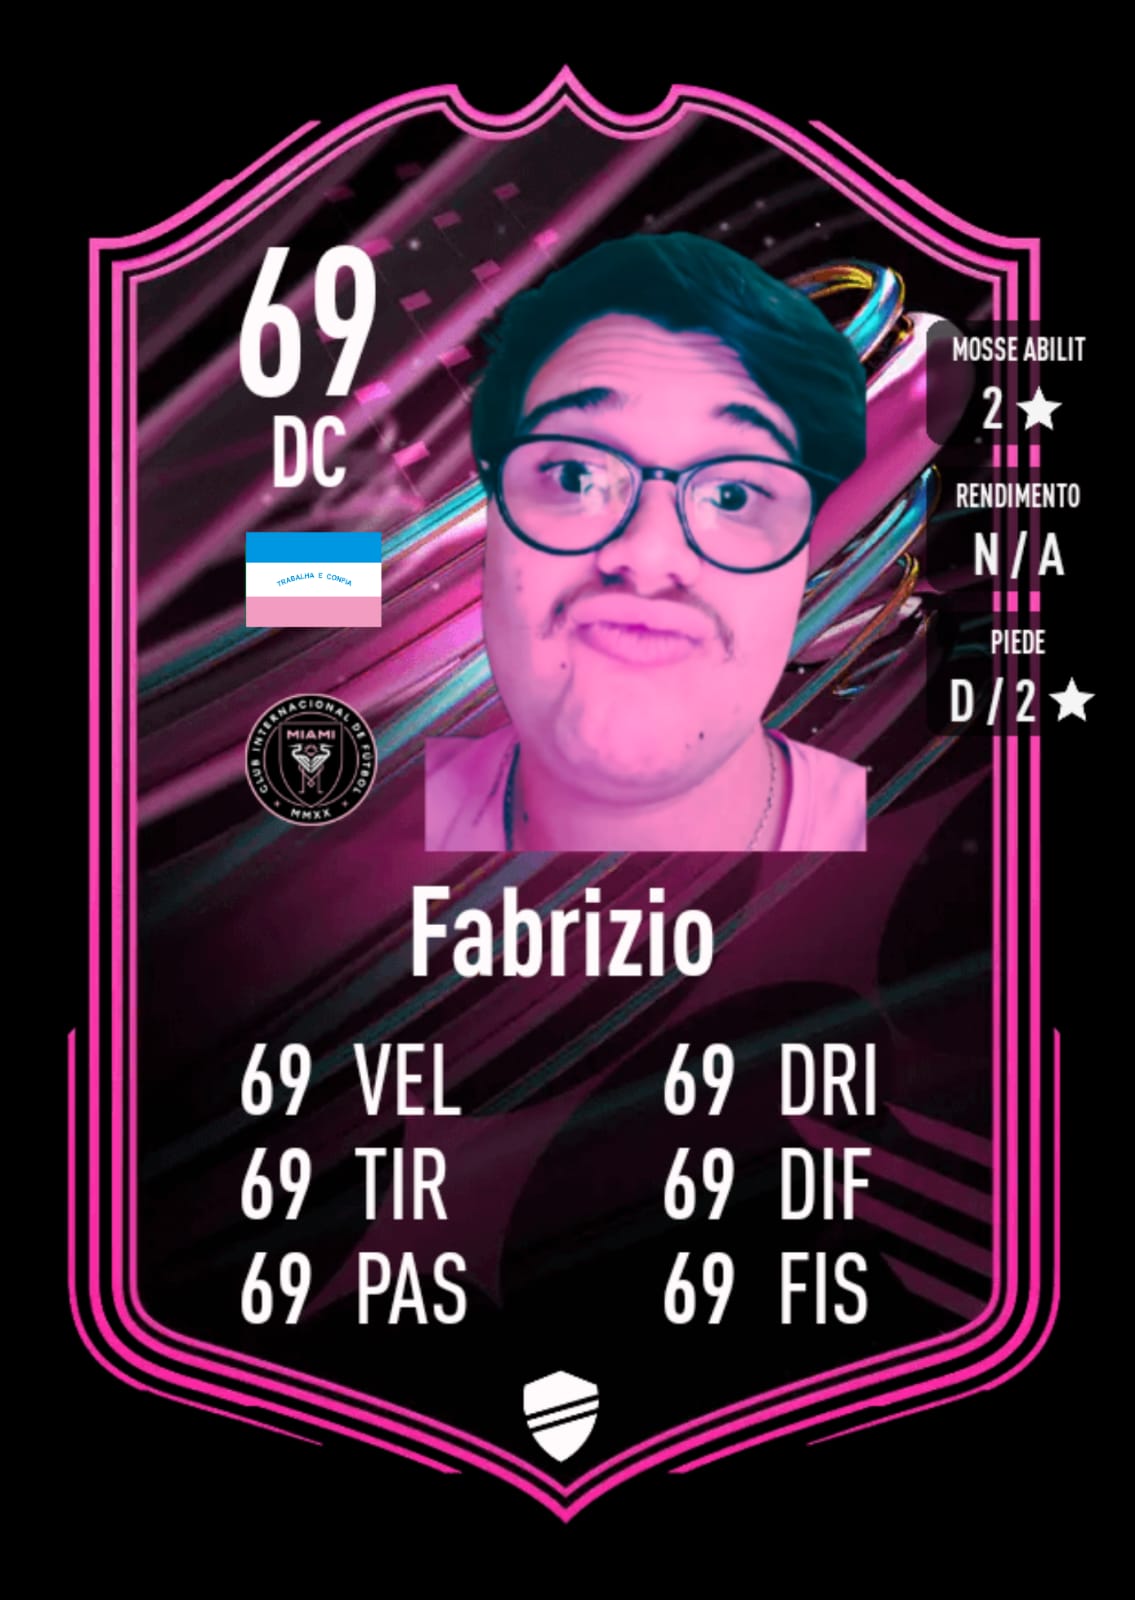 69
DC
TRABALHA E CONFIA
CLUB INTERNACIONAL DE FÚTBOL
MIAMI
MMXX
MOSSE ABILIT
2
RENDIMENTO
N / A
PIEDE
D / 2
Fabrizio
69 VEL
69 TIR
69 PAS
69 DRI
69 DIF
69 FIS